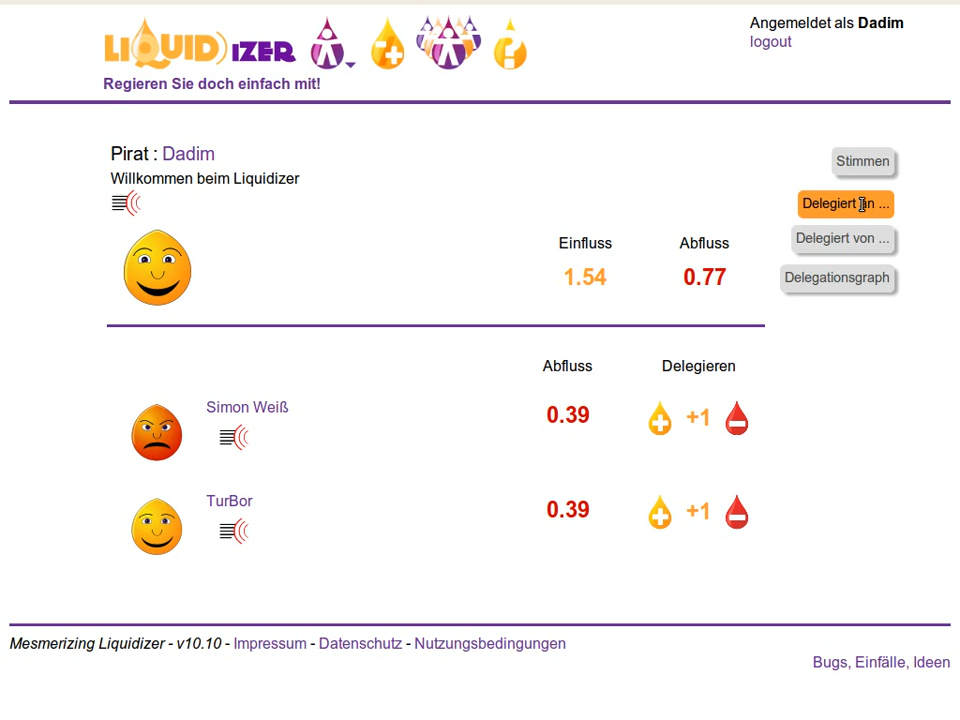 LIQUID)IZER
Angemeldet als Dadim
logout
Regieren Sie doch einfach mit!
Pirat : Dadim
Willkommen beim Liquidizer
Stimmen
Delegiert an ...
Delegiert von ...
Delegationsgraph
Einfluss Abfluss
1.54 0.77
Abfluss Delegieren
Simon Weiß
0.39 +1
TurBor
0.39 +1
Mesmerizing Liquidizer - v10.10 - Impressum - Datenschutz - Nutzungsbedingungen
Bugs, Einfälle, Ideen